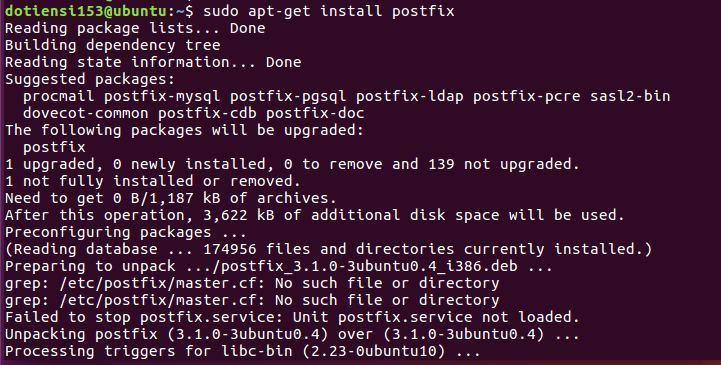 dotiensi153@ubuntu:~$ sudo apt-get install postfix
Reading package lists... Done
Building dependency tree
Reading state information... Done
Suggested packages:
  procmail postfix-mysql postfix-pgsql postfix-ldap postfix-pcre sasl2-bin
  dovecot-common postfix-cdb postfix-doc
The following packages will be upgraded:
  postfix
1 upgraded, 0 newly installed, 0 to remove and 139 not upgraded.
1 not fully installed or removed.
Need to get 0 B/1,187 kB of archives.
After this operation, 3,622 kB of additional disk space will be used.
Preconfiguring packages ...
(Reading database ... 174956 files and directories currently installed.)
Preparing to unpack .../postfix_3.1.0-3ubuntu0.4_i386.deb ...
grep: /etc/postfix/master.cf: No such file or directory
grep: /etc/postfix/master.cf: No such file or directory
Failed to stop postfix.service: Unit postfix.service not loaded.
Unpacking postfix (3.1.0-3ubuntu0.4) over (3.1.0-3ubuntu0.4) ...
Processing triggers for libc-bin (2.23-0ubuntu10) ...